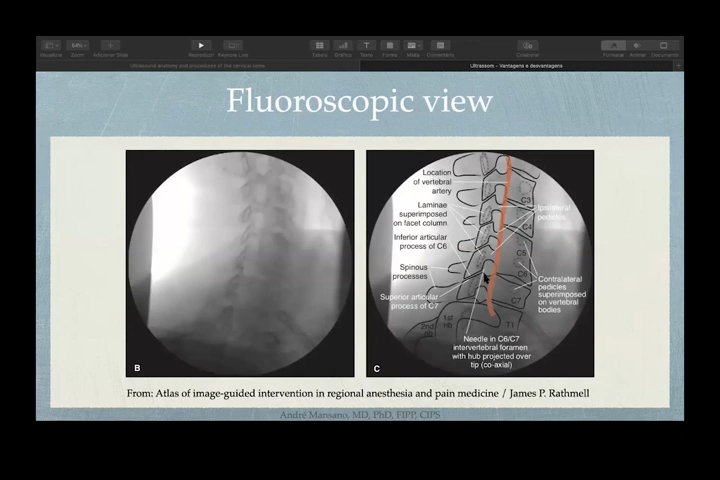 Ultrasound anatomy and procedures of the cervical spine
Ultrassom - Vantagens e desvantagens
Fluoroscopic view
Location
of vertebral
artery
Laminae
superimposed
on facet column
Inferior articular
process of C6
Spinous
processes
Superior articular
process of C7
2nd
rib
1st
rib
C3
C4
C5
C6
C7
T1
Ipsilateral
pedicles
Contralateral
pedicles
superimposed
on vertebral
bodies
Needle in C6/C7
intervertebral foramen
with hub projected over
tip (co-axial)
B
C
From: Atlas of image-guided intervention in regional anesthesia and pain medicine / James P. Rathmell
André Mansano. MD, PhD, FIPP, CIPS